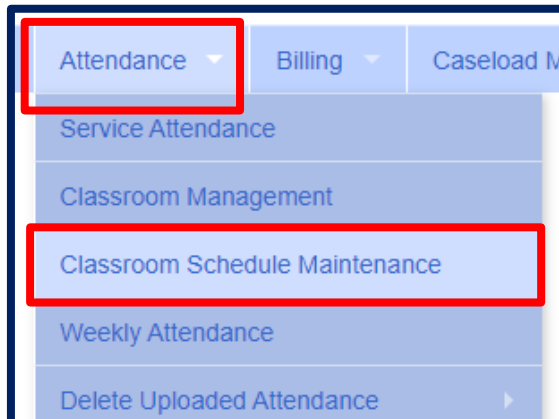 Attendance Billing Caseload M
Service Attendance
Classroom Management
Classroom Schedule Maintenance
Weekly Attendance
Delete Uploaded Attendance